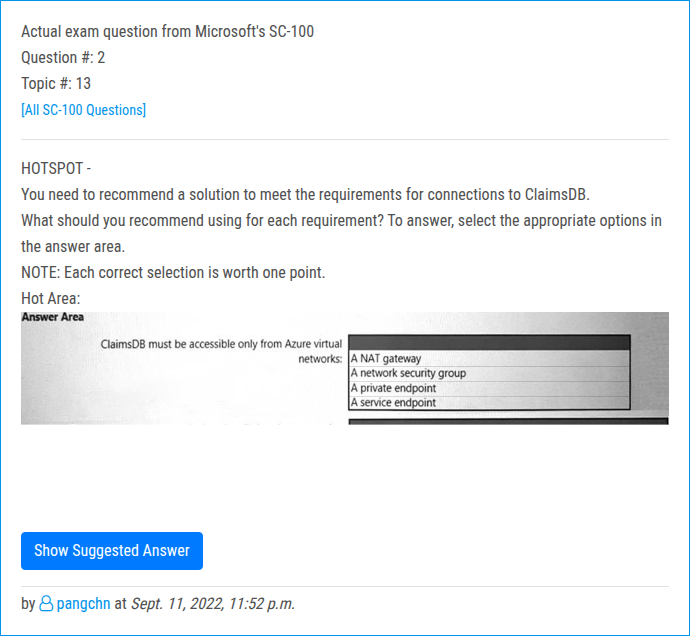 Actual exam question from Microsoft's SC-100
Question #: 2
Topic #: 13
[All SC-100 Questions]
HOTSPOT -
You need to recommend a solution to meet the requirements for connections to ClaimsDB.
What should you recommend using for each requirement? To answer, select the appropriate options in
the answer area.
NOTE: Each correct selection is worth one point.
Hot Area:
Answer Area
ClaimsDB must be accessible only from Azure virtual
networks:
A NAT gateway
A network security group
A private endpoint
A service endpoint
Show Suggested Answer
by pangchn at Sept. 11, 2022, 11:52 p.m.